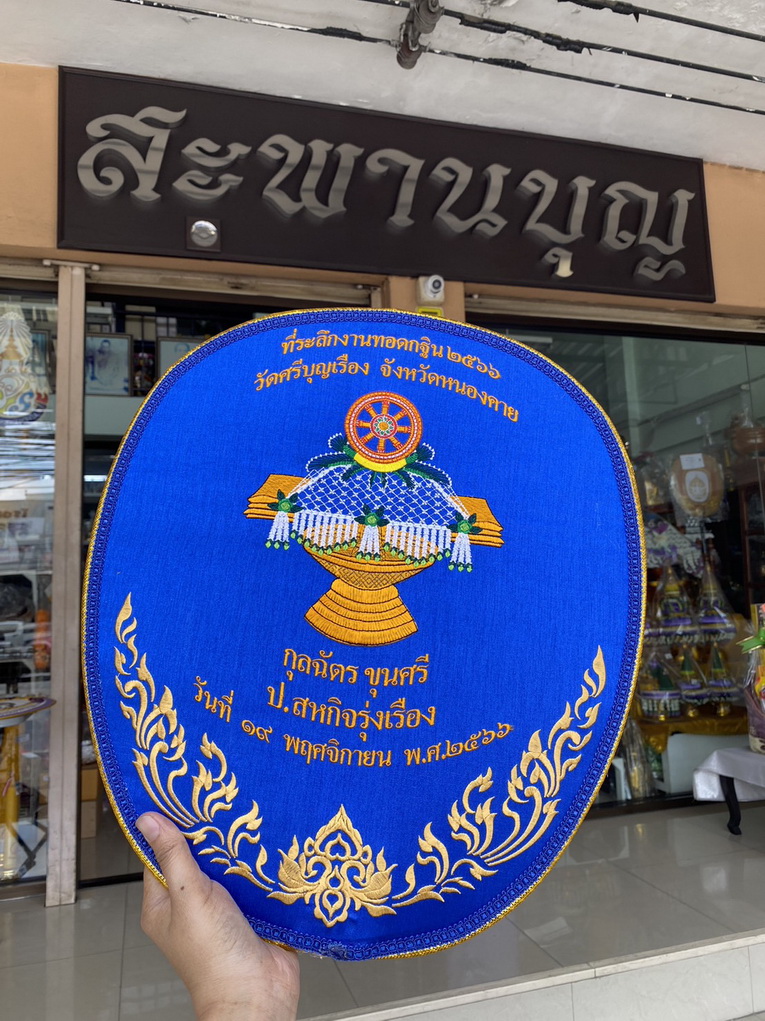 สะพานบุญ
ที่ระลึกงานทอดกฐิน ๒๕๖๖
วัดศรีบุญเรือง จังหวัดหนองคาย
กุลฉัตร ขุนศรี
ป.สหกิจรุ่งเรือง
วันที่ ๑๙ พฤศจิกายน พ.ศ.๒๕๖๖